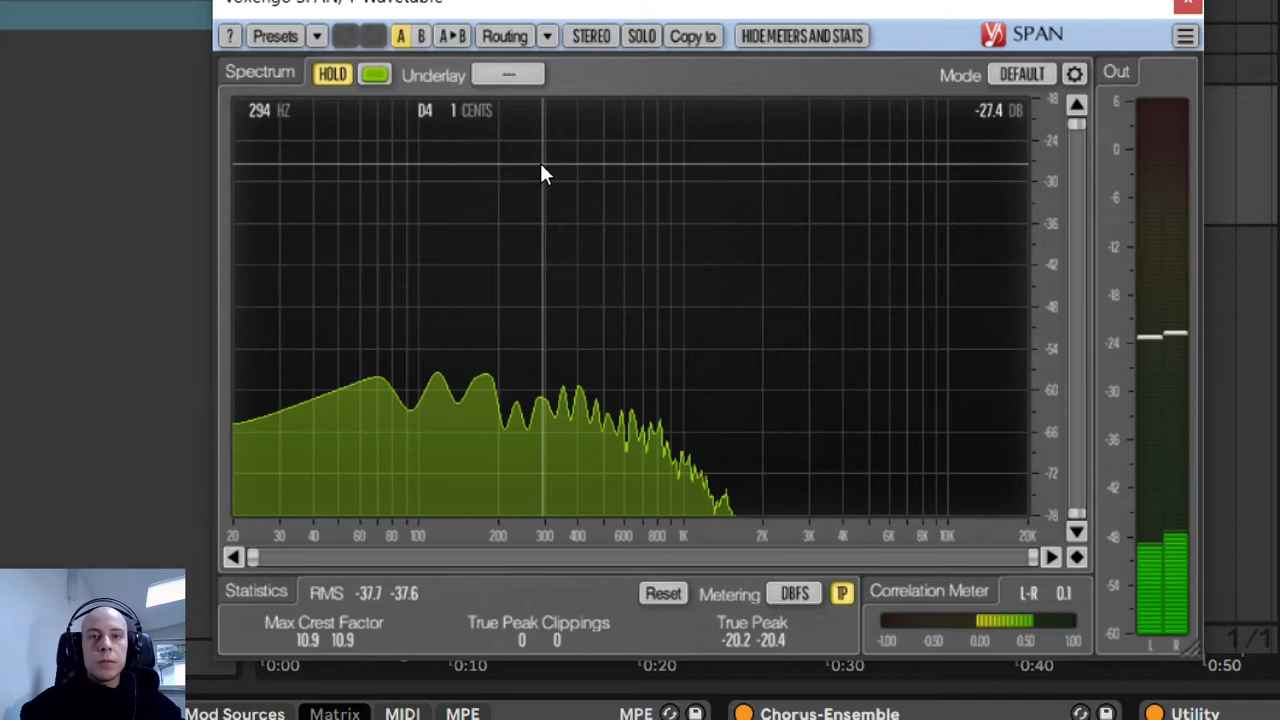 Voxengo SPAN, 1-Wavetable
? Presets A B A▸B Routing STEREO SOLO Copy to HIDE METERS AND STATS SPAN
Spectrum HOLD Underlay --- Mode DEFAULT Out
294 HZ D4 1 CENTS -27.4 DB
-18
-24
-30
-36
-42
-48
-54
-60
-66
-72
-78
6
0
-6
-12
-18
-24
-30
-36
-42
-48
-54
-60
L R
20 30 40 60 80 100 200 300 400 600 800 1K 2K 3K 4K 6K 8K 10K 20K
Statistics RMS -37.7 -37.6 Reset Metering DBFS TP Correlation Meter L-R 0.1
Max Crest Factor True Peak Clippings True Peak
10.9 10.9 0 0 -20.2 -20.4
-1.00 -0.50 0.00 0.50 1.00
1/1
0:00 0:10 0:20 0:30 0:40 0:50
Mod Sources Matrix MIDI MPE MPE Chorus-Ensemble Utility